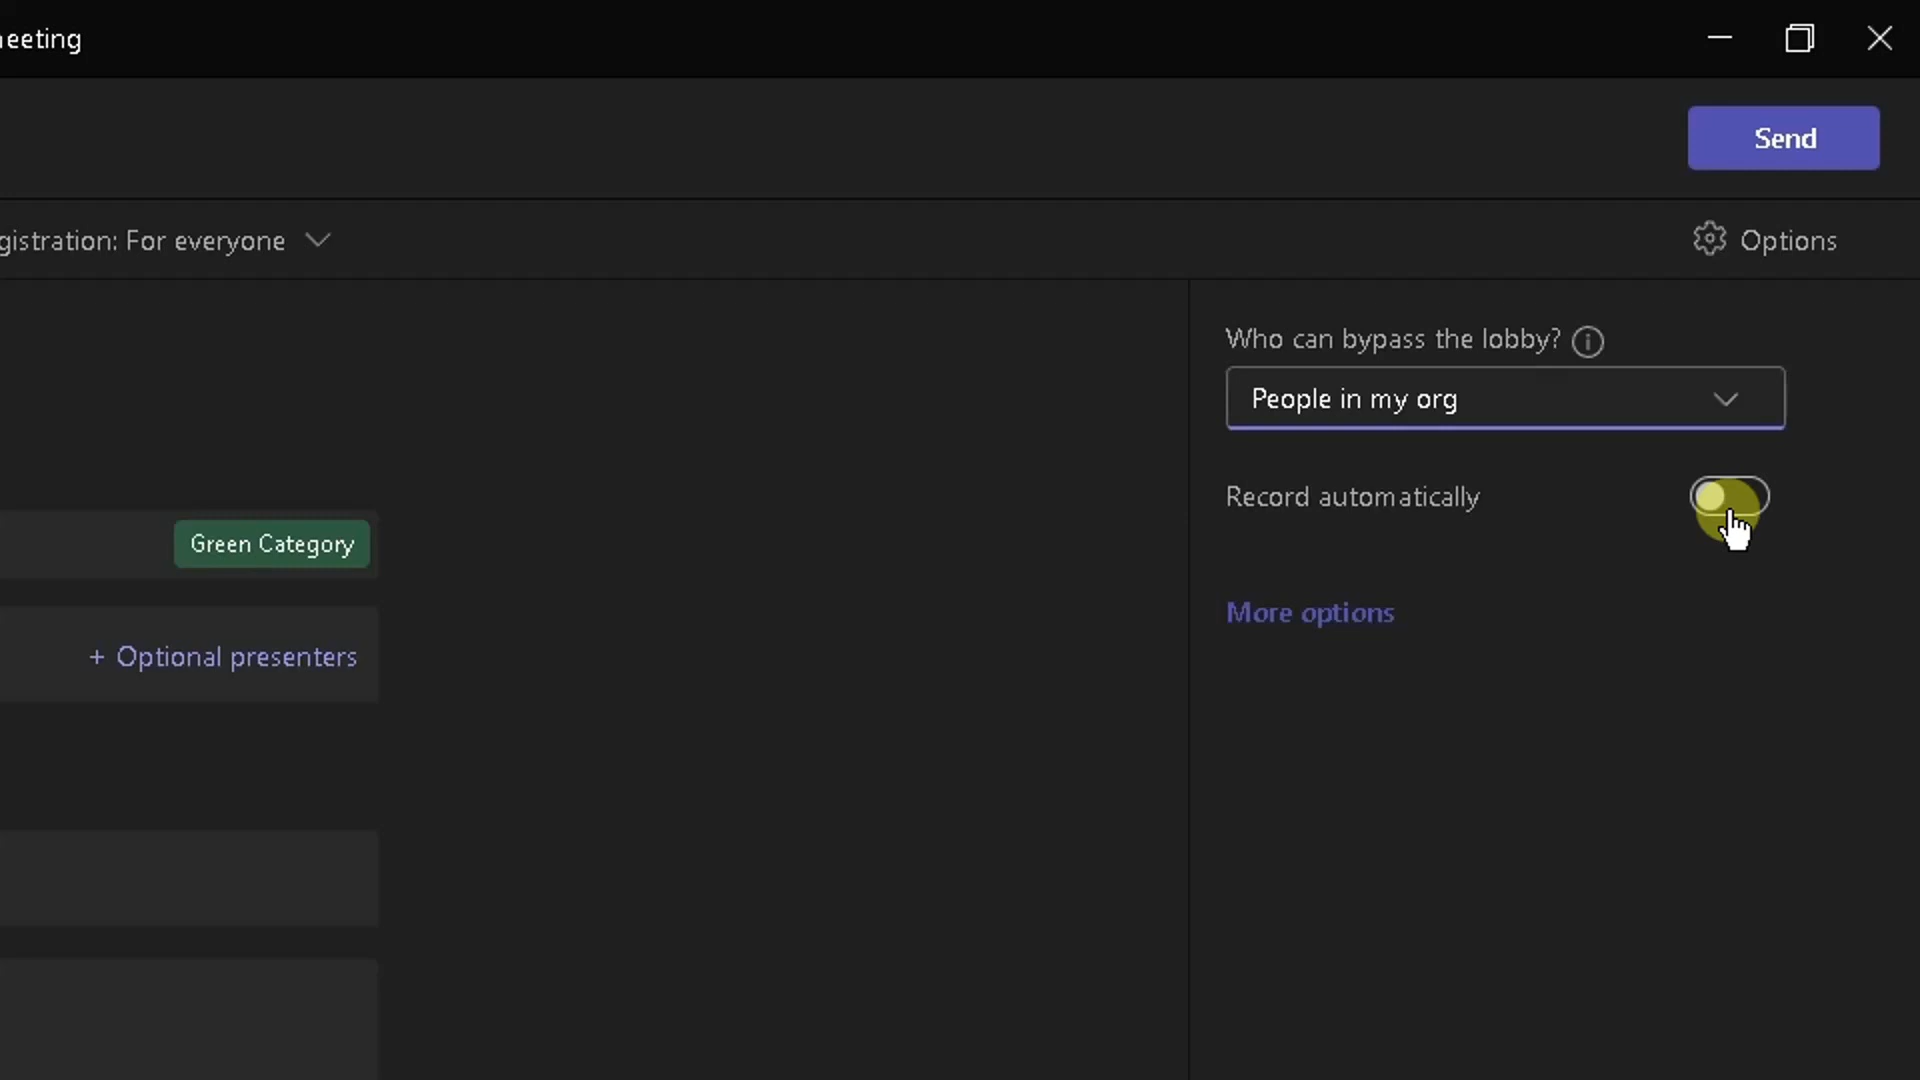 eeting
Send
gistration: For everyone
Options
Who can bypass the lobby?
People in my org
Record automatically
Green Category
More options
+ Optional presenters